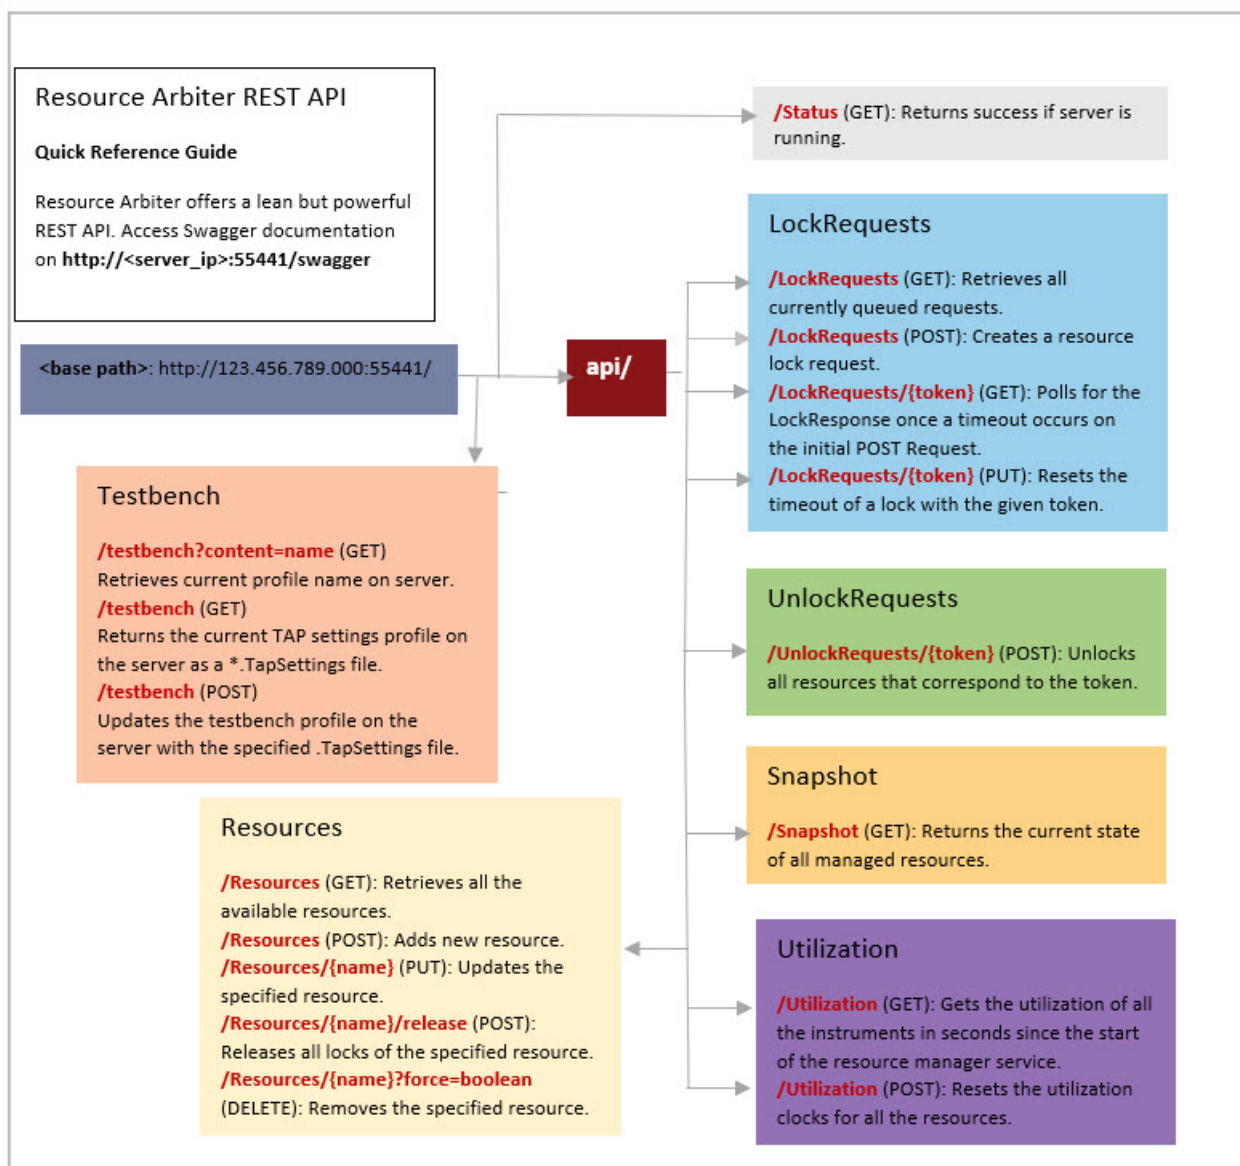 Resource Arbiter REST API
Quick Reference Guide
Resource Arbiter offers a lean but powerful
REST API. Access Swagger documentation
on http://<server_ip>:55441/swagger
<base path>: http://123.456.789.000:55441/
api/
/Status (GET): Returns success if server is
running.
LockRequests
/LockRequests (GET): Retrieves all
currently queued requests.
/LockRequests (POST): Creates a resource
lock request.
/LockRequests/{token} (GET): Polls for the
LockResponse once a timeout occurs on
the initial POST Request.
/LockRequests/{token} (PUT): Resets the
timeout of a lock with the given token.
Testbench
/testbench?content=name (GET)
Retrieves current profile name on server.
/testbench (GET)
Returns the current TAP settings profile on
the server as a *.TapSettings file.
/testbench (POST)
Updates the testbench profile on the
server with the specified .TapSettings file.
UnlockRequests
/UnlockRequests/{token} (POST): Unlocks
all resources that correspond to the token.
Snapshot
/Snapshot (GET): Returns the current state
of all managed resources.
Resources
/Resources (GET): Retrieves all the
available resources.
/Resources (POST): Adds new resource.
/Resources/{name} (PUT): Updates the
specified resource.
/Resources/{name}/release (POST):
Releases all locks of the specified resource.
/Resources/{name}?force=boolean
(DELETE): Removes the specified resource.
Utilization
/Utilization (GET): Gets the utilization of all
the instruments in seconds since the start
of the resource manager service.
/Utilization (POST): Resets the utilization
clocks for all the resources.